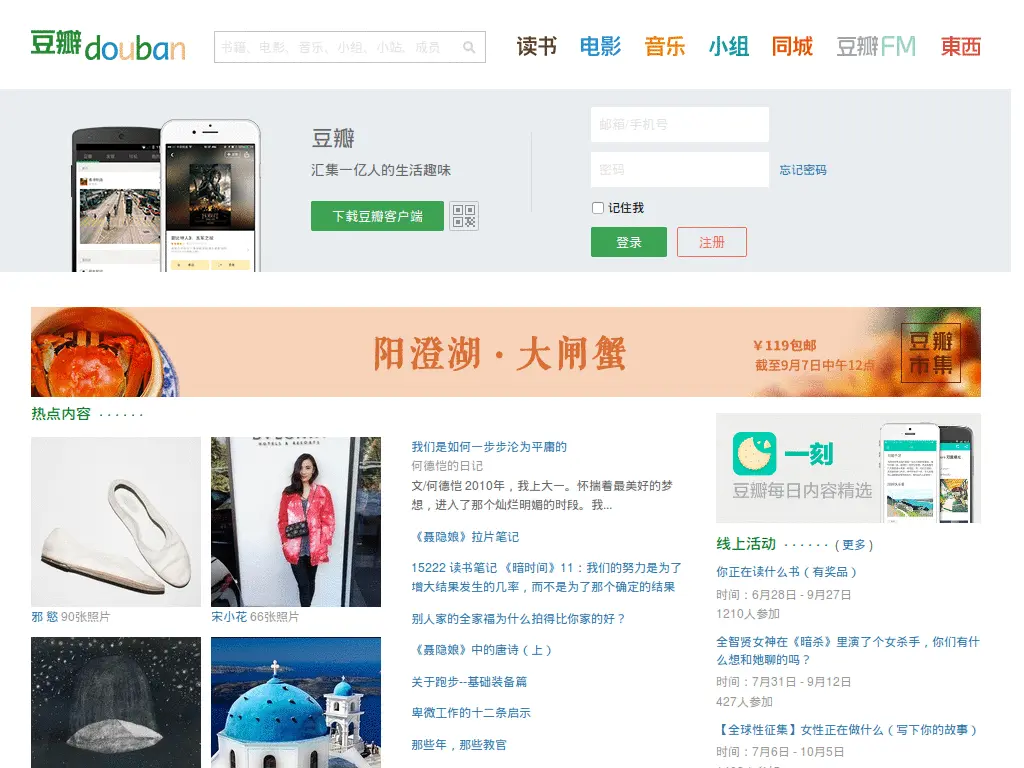 豆瓣douban
书籍、电影、音乐、小组、小站、成员
读书 电影 音乐 小组 同城 豆瓣FM 東西
豆瓣
汇集一亿人的生活趣味
下载豆瓣客户端
邮箱/手机号
密码
忘记密码
记住我
登录
注册
阳澄湖·大闸蟹
￥119包邮
截至9月7日中午12点
豆瓣
市集
热点内容 · · · · · ·
邪 慾 90张照片
宋小花 66张照片
我们是如何一步步沦为平庸的
何德恺的日记
文/何德恺 2010年，我上大一。怀揣着最美好的梦
想，进入了那个灿烂明媚的时段。我...
《聂隐娘》拉片笔记
15222 读书笔记 《暗时间》11：我们的努力是为了
增大结果发生的几率，而不是为了那个确定的结果
别人家的全家福为什么拍得比你家的好？
《聂隐娘》中的唐诗（上）
关于跑步--基础装备篇
卑微工作的十二条启示
那些年，那些教官
一刻
豆瓣每日内容精选
线上活动 · · · · · · ( 更多 )
你正在读什么书（有奖品）
时间：6月28日 - 9月27日
1210人参加
全智贤女神在《暗杀》里演了个女杀手，你们有什
么想和她聊的吗？
时间：7月31日 - 9月12日
427人参加
【全球性征集】女性正在做什么（写下你的故事）
时间：7月6日 - 10月5日